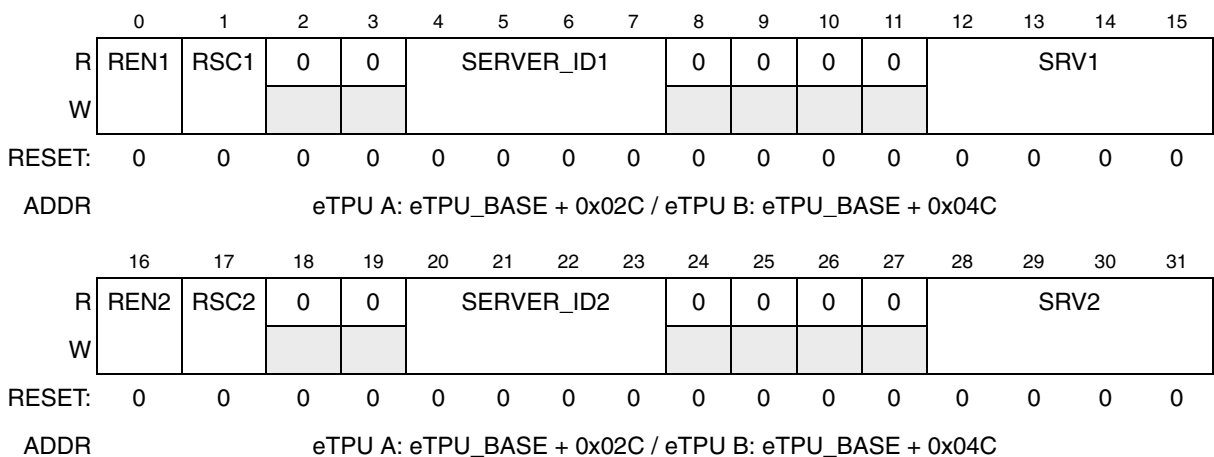 0 1 2 3 4 5 6 7 8 9 10 11 12 13 14 15
R REN1 RSC1 0 0 SERVER_ID1 0 0 0 0 SRV1
W
RESET: 0 0 0 0 0 0 0 0 0 0 0 0 0 0 0 0
ADDR eTPU A: eTPU_BASE + 0x02C / eTPU B: eTPU_BASE + 0x04C
16 17 18 19 20 21 22 23 24 25 26 27 28 29 30 31
R REN2 RSC2 0 0 SERVER_ID2 0 0 0 0 SRV2
W
RESET: 0 0 0 0 0 0 0 0 0 0 0 0 0 0 0 0
ADDR eTPU A: eTPU_BASE + 0x02C / eTPU B: eTPU_BASE + 0x04C